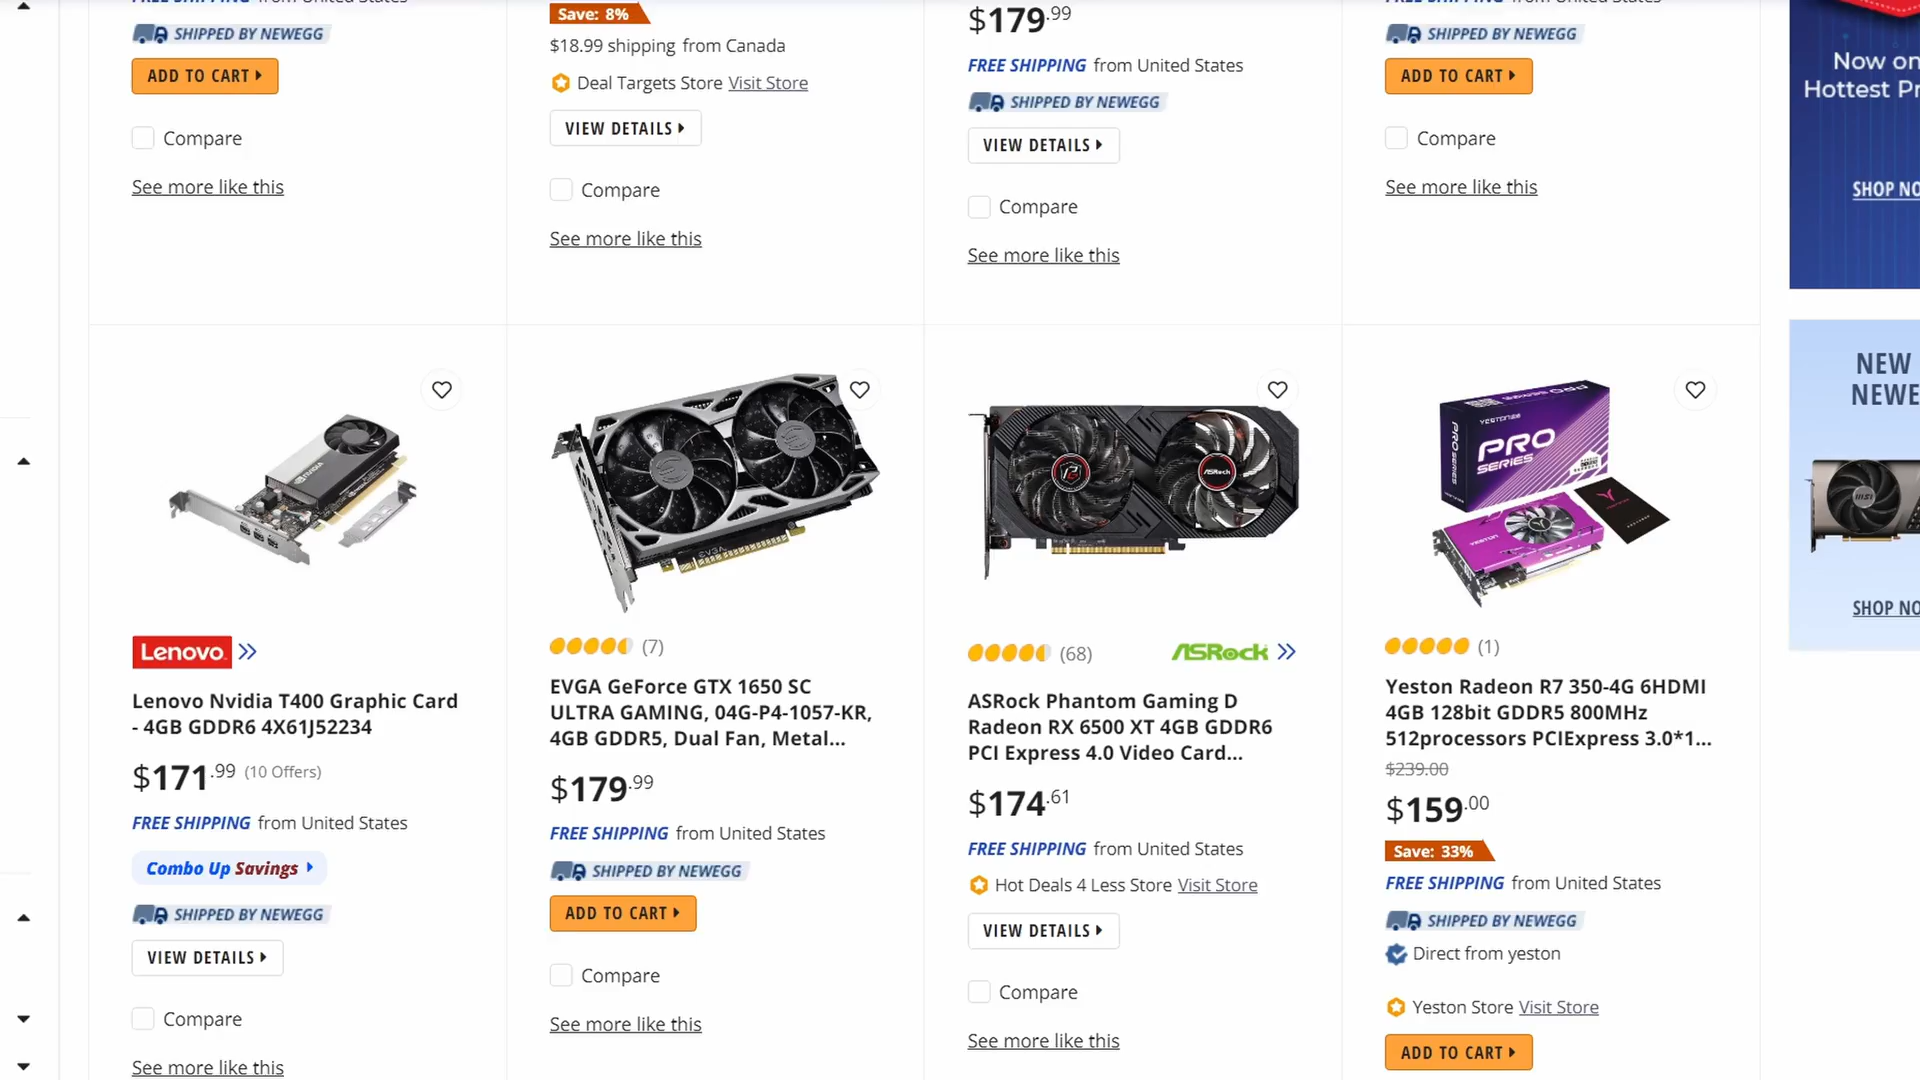 SHIPPED BY NEWEGG
ADD TO CART
Compare
See more like this
Save: 8%
$18.99 shipping from Canada
Deal Targets Store Visit Store
VIEW DETAILS
Compare
See more like this
$179.99
FREE SHIPPING from United States
SHIPPED BY NEWEGG
VIEW DETAILS
Compare
See more like this
SHIPPED BY NEWEGG
ADD TO CART
Compare
See more like this
Now on
Hottest Pr
SHOP NO
NEW
NEWE
SHOP NO
Lenovo
Lenovo Nvidia T400 Graphic Card
- 4GB GDDR6 4X61J52234
$171.99 (10 Offers)
FREE SHIPPING from United States
Combo Up Savings
SHIPPED BY NEWEGG
VIEW DETAILS
Compare
See more like this
EVGA
(7)
EVGA GeForce GTX 1650 SC
ULTRA GAMING, 04G-P4-1057-KR,
4GB GDDR5, Dual Fan, Metal...
$179.99
FREE SHIPPING from United States
SHIPPED BY NEWEGG
ADD TO CART
Compare
See more like this
ASRock
(68)
ASRock
ASRock Phantom Gaming D
Radeon RX 6500 XT 4GB GDDR6
PCI Express 4.0 Video Card...
$174.61
FREE SHIPPING from United States
Hot Deals 4 Less Store Visit Store
VIEW DETAILS
Compare
See more like this
YESTON
PRO
SERIES
PRO SERIES
YESTON
(1)
Yeston Radeon R7 350-4G 6HDMI
4GB 128bit GDDR5 800MHz
512processors PCIExpress 3.0*1...
$239.00
$159.00
Save: 33%
FREE SHIPPING from United States
SHIPPED BY NEWEGG
Direct from yeston
Yeston Store Visit Store
ADD TO CART